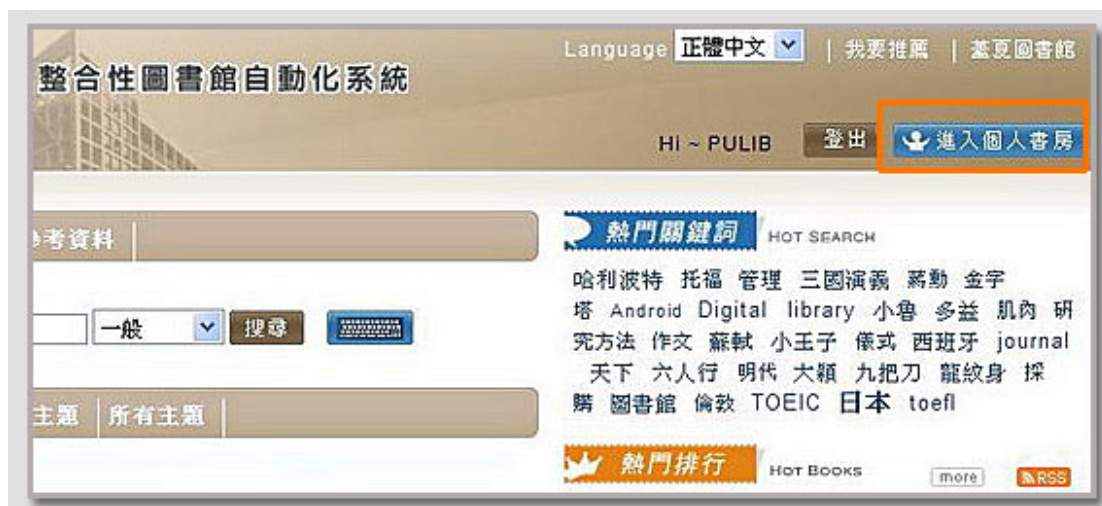 Language 正體中文 | 我要推薦 | 蓋夏圖書館
整合性圖書館自動化系統
Hi ~ PULIB 登出 進入個人書房
參考資料
熱門關鍵詞 HOT SEARCH
哈利波特 托福 管理 三國演義 蔣勳 金字
塔 Android Digital library 小魯 多益 肌肉 研
一般 搜尋
究方法 作文 蘇軾 小王子 儀式 西班牙 journal
天下 六人行 明代 大穎 九把刀 龍紋身 採
購 圖書館 倫敦 TOEIC 日本 toefl
主題 所有主題
熱門排行 HOT BOOKS more RSS